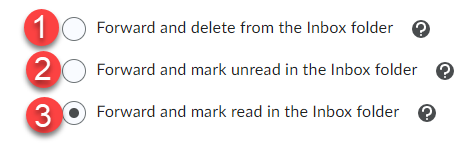 1 Forward and delete from the Inbox folder ?
2 Forward and mark unread in the Inbox folder ?
3 Forward and mark read in the Inbox folder ?